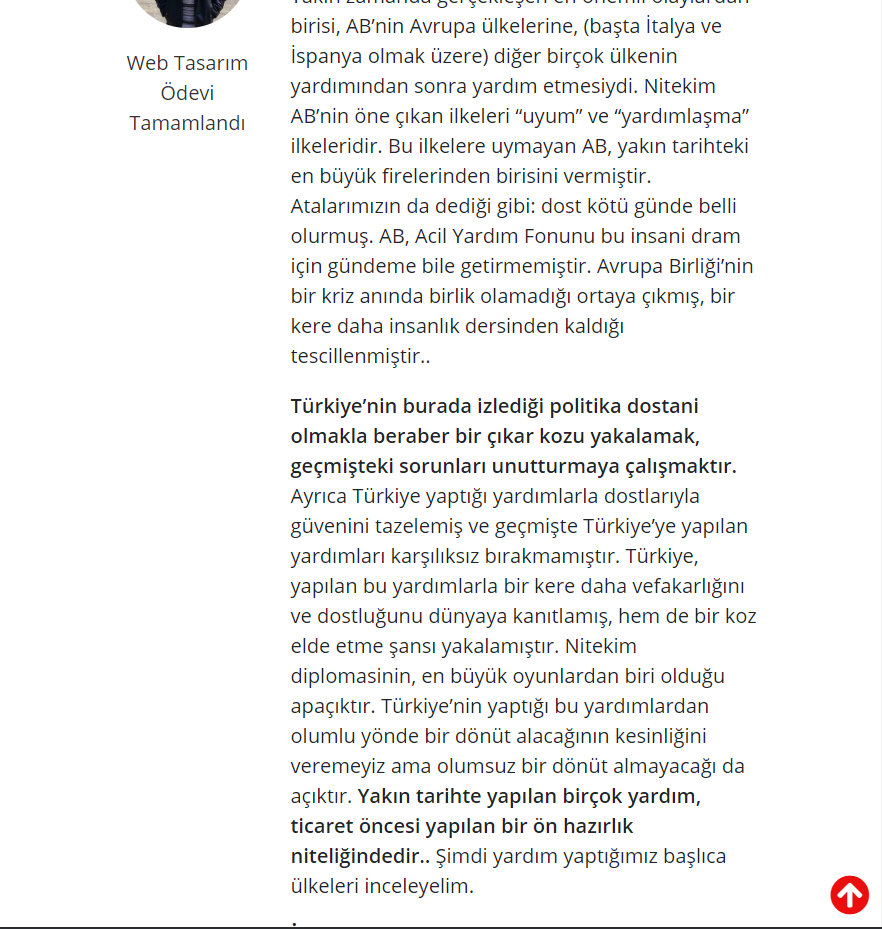 Web Tasarım
Ödevi
Tamamlandı
Yakın zamanda gerçekleşen en önemli olaylardan
birisi, AB’nin Avrupa ülkelerine, (başta İtalya ve
İspanya olmak üzere) diğer birçok ülkenin
yardımından sonra yardım etmesiydi. Nitekim
AB’nin öne çıkan ilkeleri “uyum” ve “yardımlaşma”
ilkeleridir. Bu ilkelere uymayan AB, yakın tarihteki
en büyük firelerinden birisini vermiştir.
Atalarımızın da dediği gibi: dost kötü günde belli
olurmuş. AB, Acil Yardım Fonunu bu insani dram
için gündeme bile getirmemiştir. Avrupa Birliği’nin
bir kriz anında birlik olamadığı ortaya çıkmış, bir
kere daha insanlık dersinden kaldığı
tescillenmiştir..
Türkiye’nin burada izlediği politika dostani
olmakla beraber bir çıkar kozu yakalamak,
geçmişteki sorunları unutturmaya çalışmaktır.
Ayrıca Türkiye yaptığı yardımlarla dostlarıyla
güvenini tazelemiş ve geçmişte Türkiye’ye yapılan
yardımları karşılıksız bırakmamıştır. Türkiye,
yapılan bu yardımlarla bir kere daha vefakarlığını
ve dostluğunu dünyaya kanıtlamış, hem de bir koz
elde etme şansı yakalamıştır. Nitekim
diplomasinin, en büyük oyunlardan biri olduğu
apaçıktır. Türkiye’nin yaptığı bu yardımlardan
olumlu yönde bir dönüt alacağının kesinliğini
veremeyiz ama olumsuz bir dönüt almayacağı da
açıktır. Yakın tarihte yapılan birçok yardım,
ticaret öncesi yapılan bir ön hazırlık
niteliğindedir.. Şimdi yardım yaptığımız başlıca
ülkeleri inceleyelim.